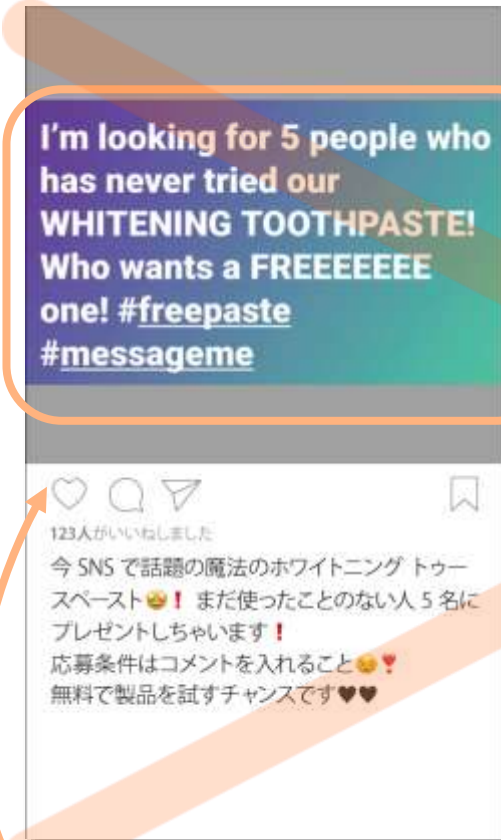 I'm looking for 5 people who
has never tried our
WHITENING TOOTHPASTE!
Who wants a FREEEEEEE
one! #freepaste
#messageme
123人がいいねしました
今 SNS で話題の魔法のホワイトニング トゥー
スペースト🤩❗ まだ使ったことのない人 5 名に
プレゼントしちゃいます❗
応募条件はコメントを入れること😆❣
無料で製品を試すチャンスです♥♥